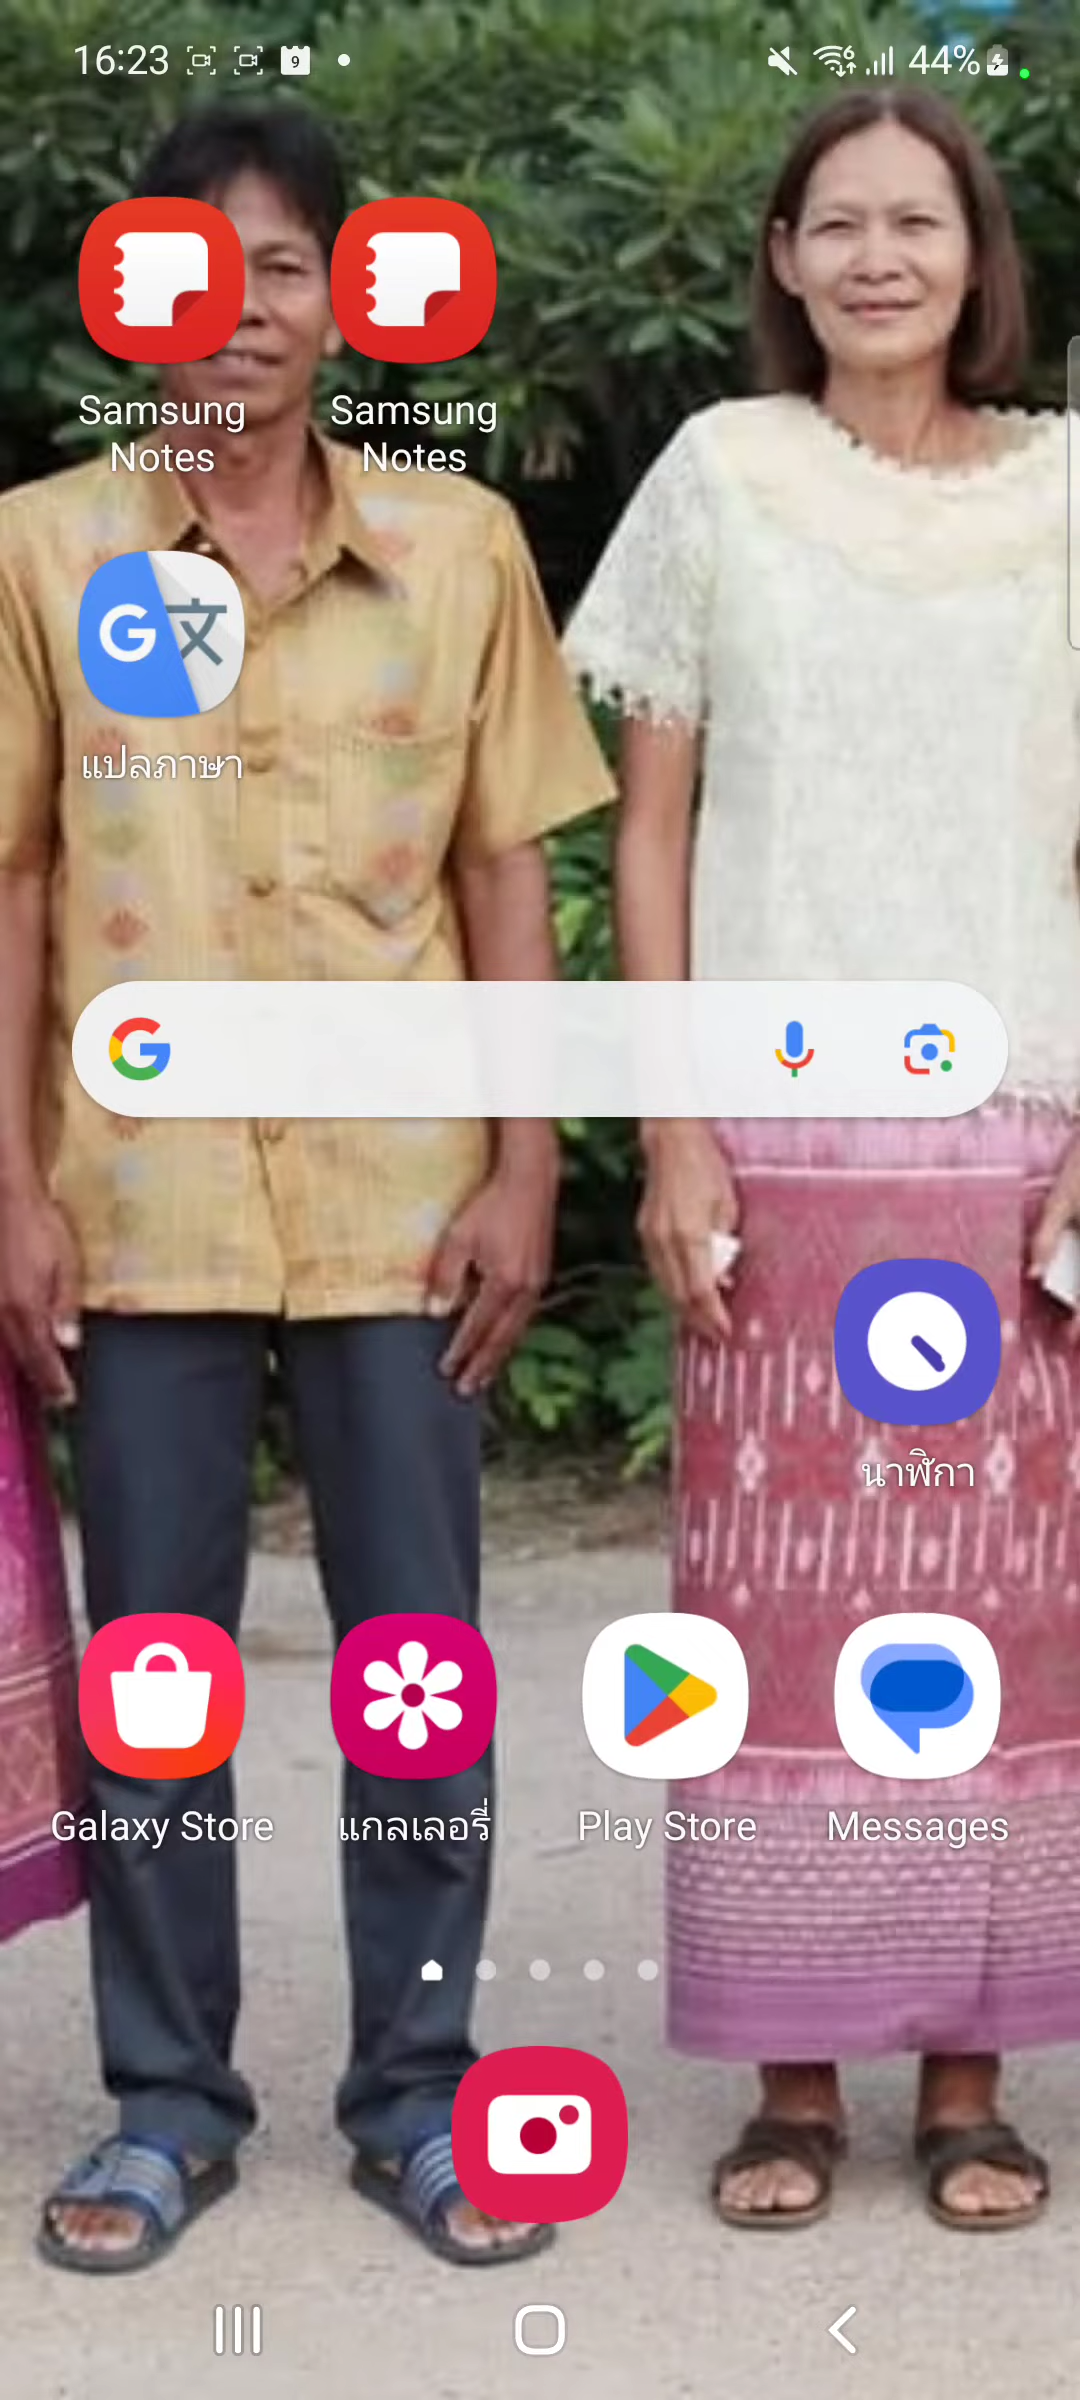 16:23
9
44%
Samsung
Notes
Samsung
Notes
แปลภาษา
นาฬิกา
Galaxy Store
แกลเลอรี่
Play Store
Messages